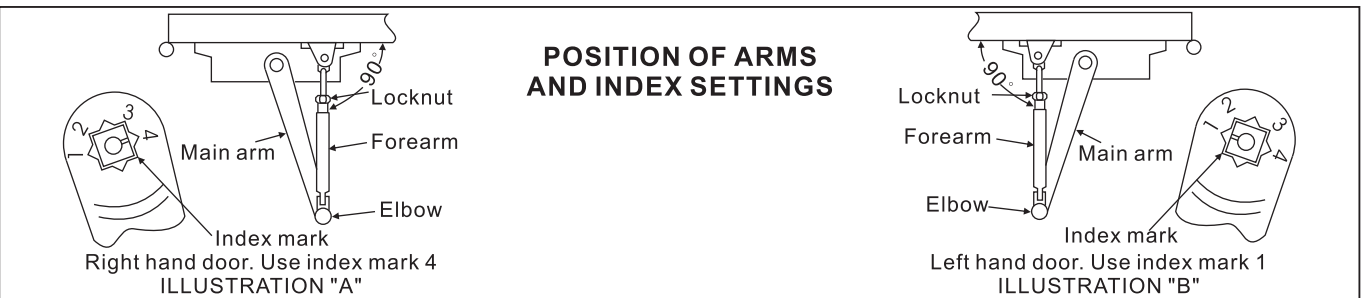 POSITION OF ARMS
AND INDEX SETTINGS
90°
Locknut
Forearm
Main arm
Elbow
1 2 3 4
Index mark
Right hand door. Use index mark 4
ILLUSTRATION "A"
90°
Locknut
Forearm
Main arm
Elbow
1 2 3 4
Index mark
Left hand door. Use index mark 1
ILLUSTRATION "B"